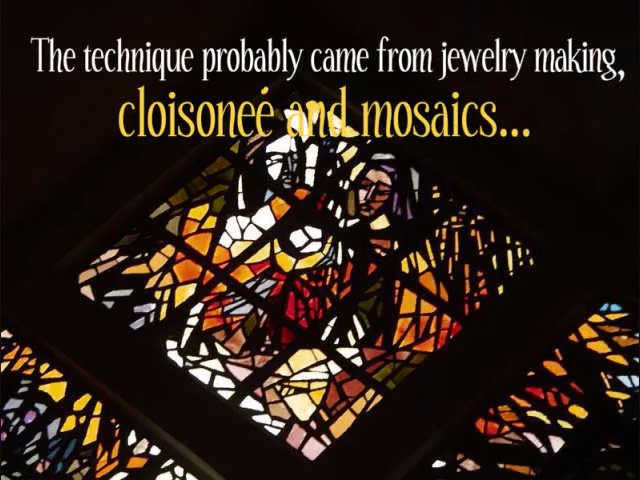 The technique probably came from jewelry making,
cloisoneé and mosaics...